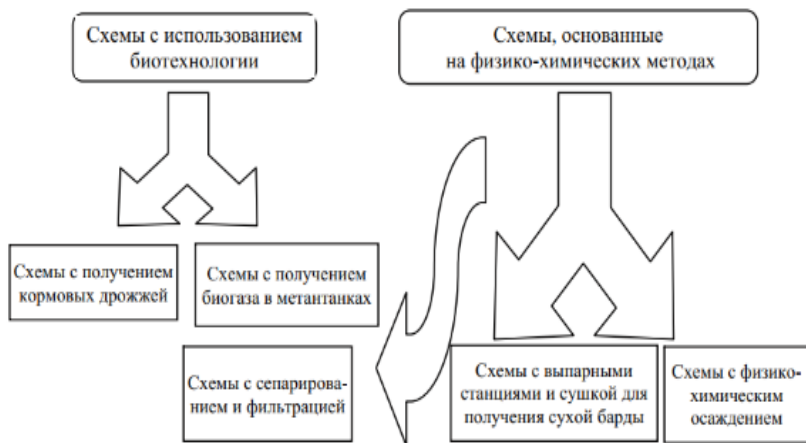 Схемы с использованием
биотехнологии
Схемы, основанные
на физико-химических методах
Схемы с получением
кормовых дрожжей
Схемы с получением
биогаза в метантанках
Схемы с сепарирова-
нием и фильтрацией
Схемы с выпарными
станциями и сушкой для
получения сухой барды
Схемы с физико-
химическим
осаждением